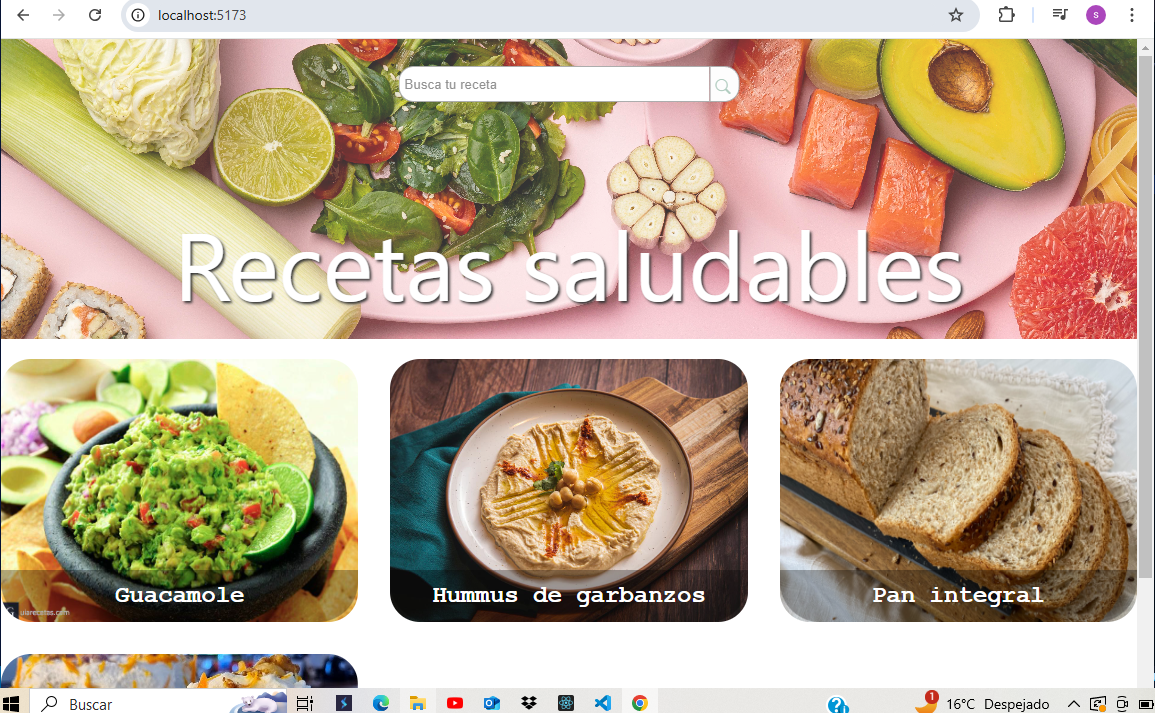 localhost:5173
S
Busca tu receta
Recetas saludables
Guacamole
Hummus de garbanzos
Pan integral
Buscar
1
16°C Despejado